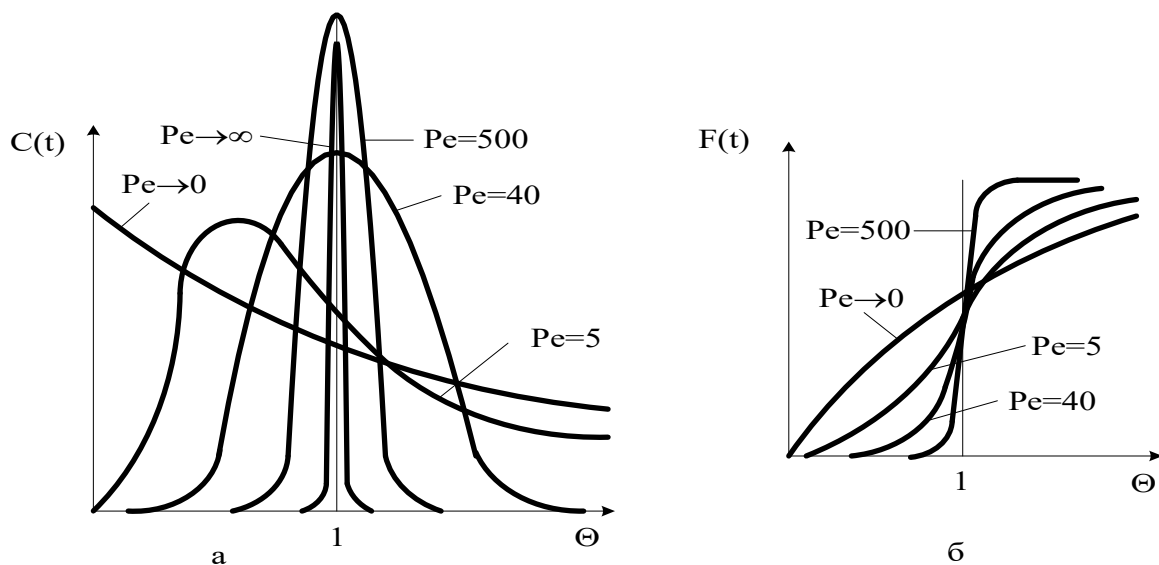 C(t)
Pe→∞
Pe=500
Pe→0
Pe=40
Pe=5
1
Θ
а
F(t)
Pe=500
Pe→0
Pe=5
Pe=40
1
Θ
б